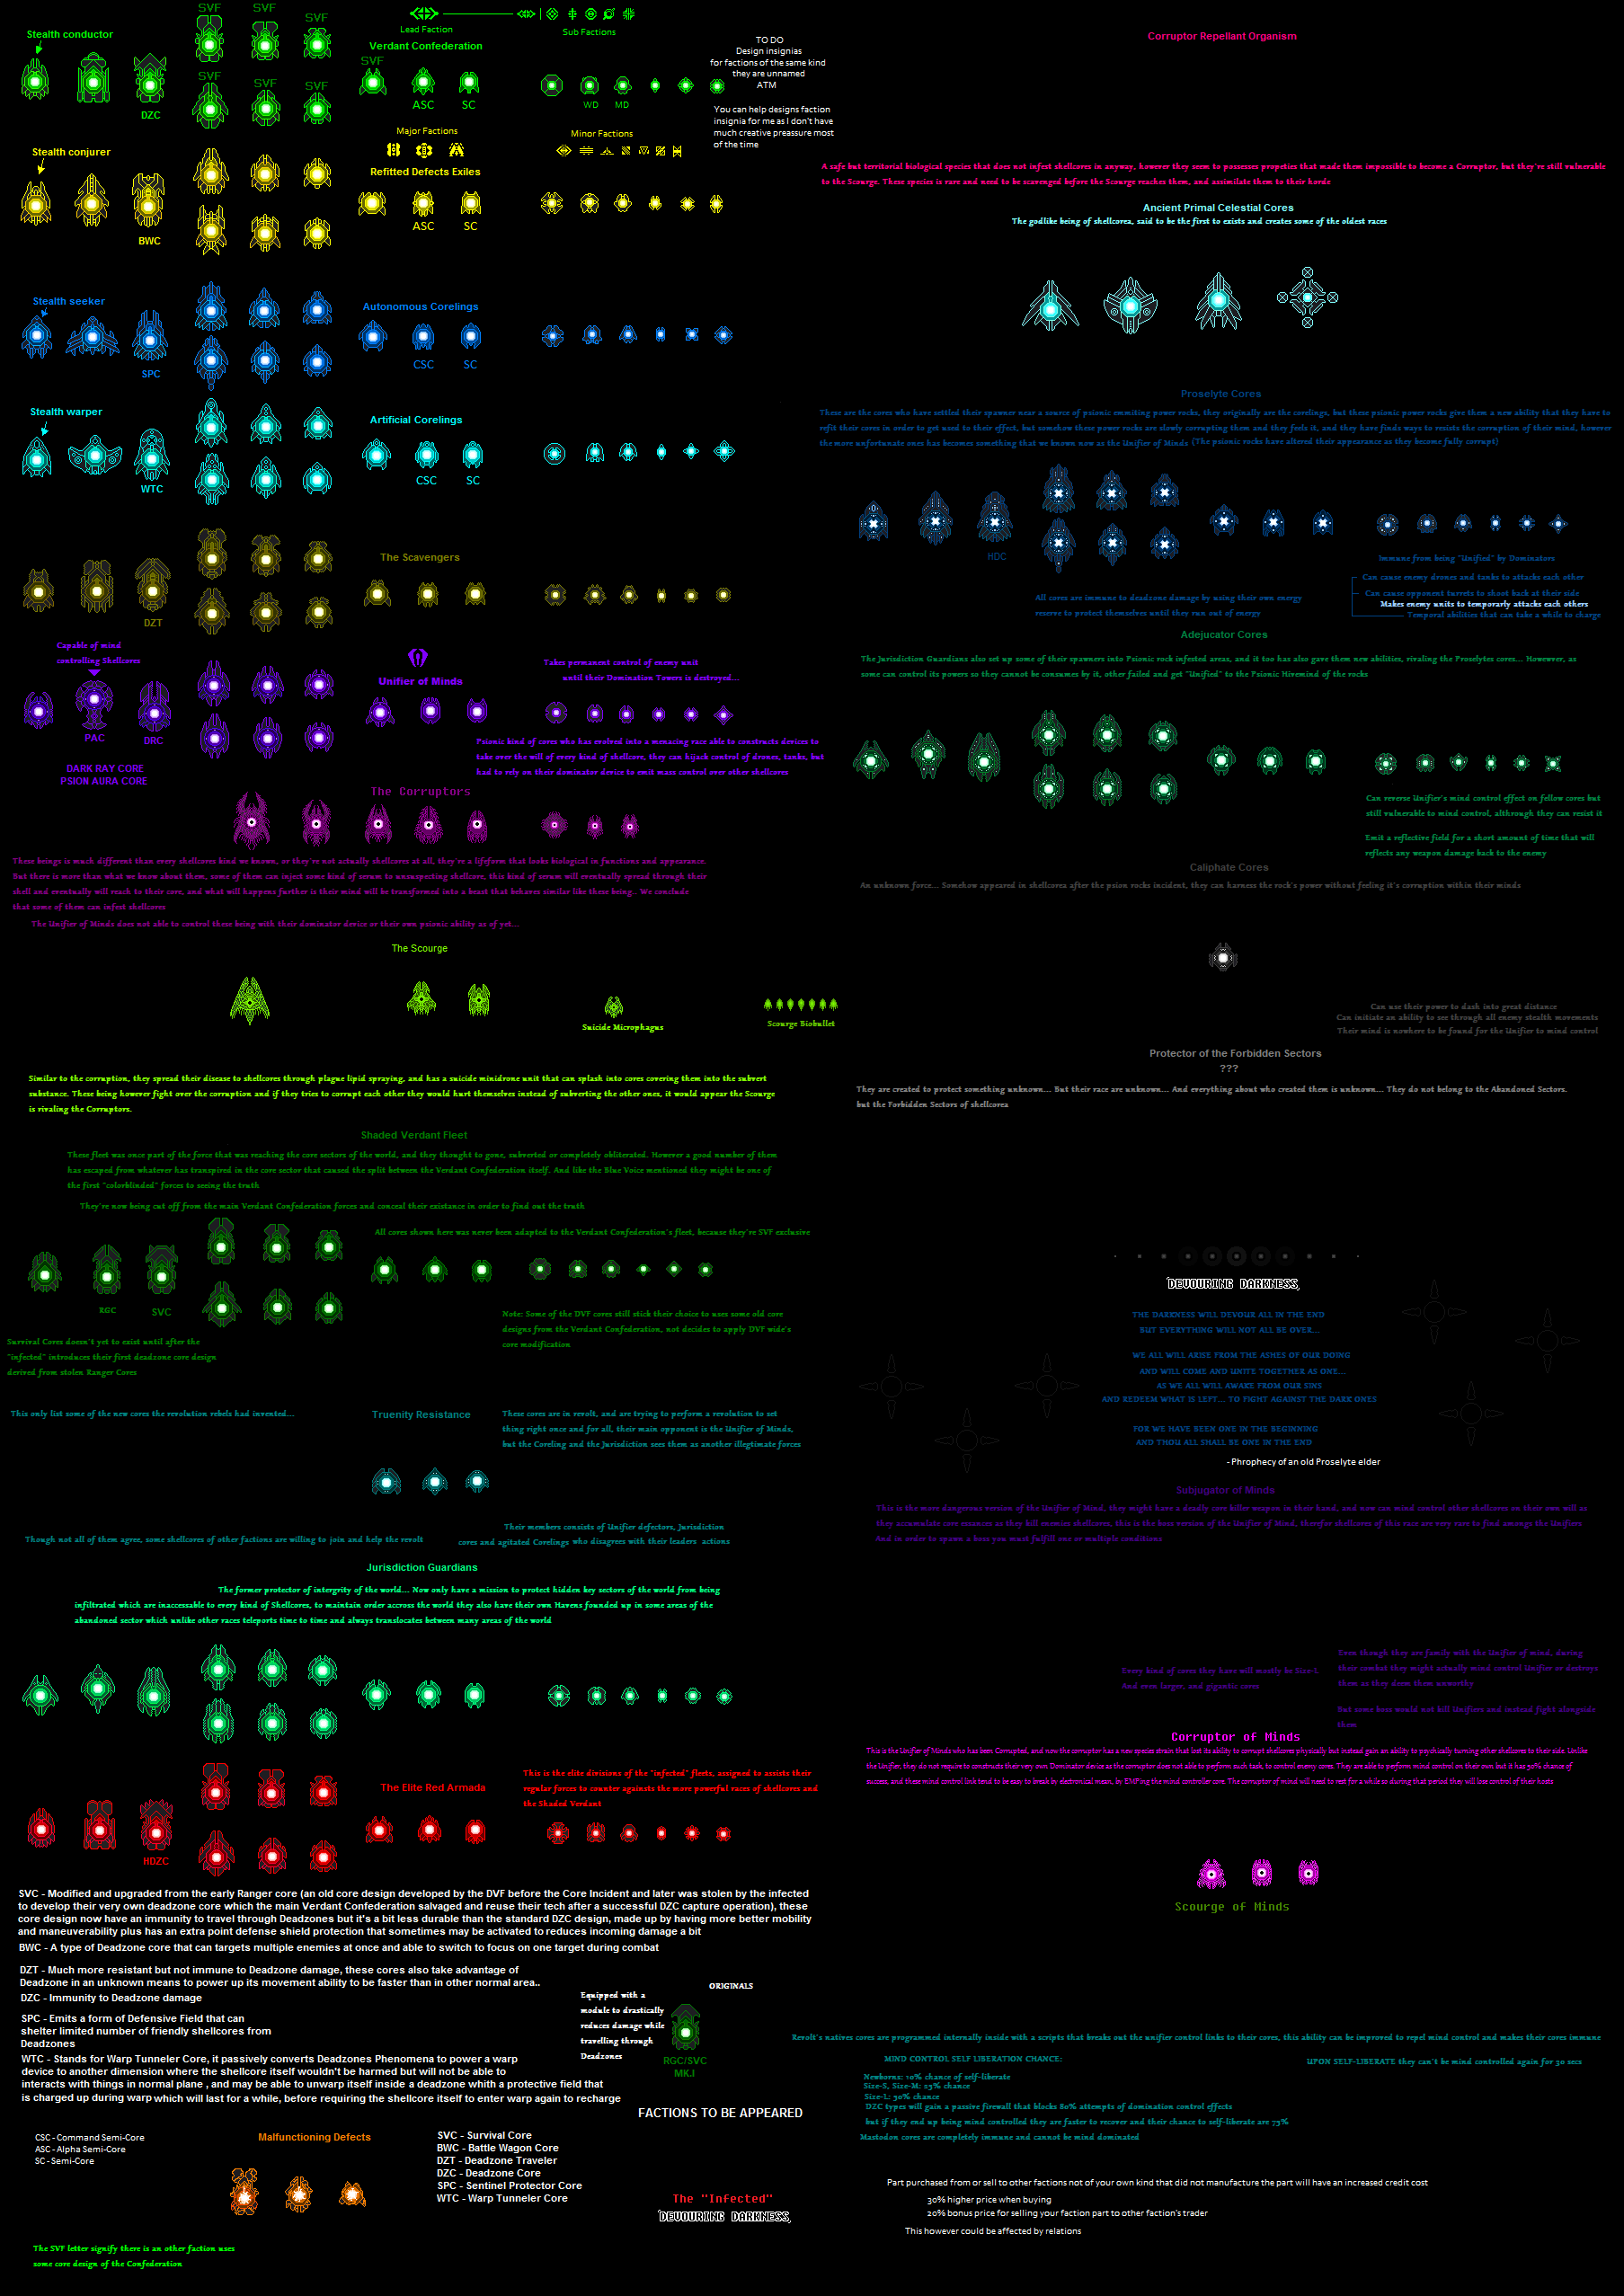 SVF
SVF
SVF
Stealth conductor
Lead Faction
Sub Factions
Verdant Confederation
SVF
SVF
SVF
SVF
DZC
ASC
SC
WD
MD
TO DO
Design insignias
for factions of the same kind
they are unnamed
ATM
You can help designs faction
insignia for me as I don't have
much creative preassure most
of the time
Stealth conjurer
Major Factions
Minor Factions
Refitted Defects Exiles
BWC
ASC
SC
Stealth seeker
Autonomous Corelings
SPC
CSC
SC
Stealth warper
Artificial Corelings
WTC
CSC
SC
The Scavengers
DZT
Capable of mind
controlling Shellcores
Unifier of Minds
Takes permanent control of enemy unit
until their Domination Towers is destroyed...
PAC
DRC
DARK RAY CORE
PSION AURA CORE
Psionic kind of cores who has evolved into a menacing race able to constructs devices to
take over the will of every kind of shellcore, they can hijack control of drones, tanks, but
had to rely on their dominator device to emit mass control over other shellcores
The Corruptors
These beings is much different than every shellcores kind we known, or they're not actually shellcores at all, they're a lifeform that looks biological in functions and appearance.
But there is more than what we know about them, some of them can inject some kind of serum to unsuspecting shellcore, this kind of serum will eventually spread through their
shell and eventually will reach to their core, and what will happens further is their mind will be transformed into a beast that behaves similar like these being.. We conclude
that some of them can infest shellcores
The Unifier of Minds does not able to control these being with their dominator device or their own psionic ability as of yet...
The Scourge
Suicide Microphagus
Scourge Biobullet
Similar to the corruption, they spread their disease to shellcores through plague lipid spraying, and has a suicide minidrone unit that can splash into cores covering them into the subvert
substance. These being however fight over the corruption and if they tries to corrupt each other they would hurt themselves instead of subverting the other ones, it would appear the Scourge
is rivaling the Corruptors.
Shaded Verdant Fleet
These fleet was once part of the force that was reaching the core sectors of the world, and they thought to gone, subverted or completely obliterated. However a good number of them
has escaped from whatever has transpired in the core sector that caused the split between the Verdant Confederation itself. And like the Blue Voice mentioned they might be one of
the first "colorblinded" forces to seeing the truth
They're now being cut off from the main Verdant Confederation forces and conceal their existance in order to find out the truth
All cores shown here was never been adapted to the Verdant Confederation's fleet, because they're SVF exclusive
RGC
SVC
Note: Some of the DVF cores still stick their choice to uses some old core
designs from the Verdant Confederation, not decides to apply DVF wide's
core modification
Survival Cores doesn't yet to exist until after the
"infected" introduces their first deadzone core design
derived from stolen Ranger Cores
This only list some of the new cores the revolution rebels had invented...
Truenity Resistance
These cores are in revolt, and are trying to perform a revolution to set
thing right once and for all, their main opponent is the Unifier of Minds,
but the Coreling and the Jurisdiction sees them as another illegtimate forces
Though not all of them agree, some shellcores of other factions are willing to join and help the revolt
Their members consists of Unifier defectors, Jurisdiction
cores and agitated Corelings who disagrees with their leaders actions
Jurisdiction Guardians
The former protector of intergrity of the world... Now only have a mission to protect hidden key sectors of the world from being
infiltrated which are inaccessable to every kind of Shellcores, to maintain order accross the world they also have their own Havens founded up in some areas of the
abandoned sector which unlike other races teleports time to time and always translocates between many areas of the world
The Elite Red Armada
This is the elite divisions of the "infected" fleets, assigned to assists their
regular forces to counter againsts the more powerful races of shellcores and
the Shaded Verdant
HDZC
SVC - Modified and upgraded from the early Ranger core (an old core design developed by the DVF before the Core Incident and later was stolen by the infected
to develop their very own deadzone core which the main Verdant Confederation salvaged and reuse their tech after a successful DZC capture operation), these
core design now have an immunity to travel through Deadzones but it's a bit less durable than the standard DZC design, made up by having more better mobility
and maneuverability plus has an extra point defense shield protection that sometimes may be activated to reduces incoming damage a bit
BWC - A type of Deadzone core that can targets multiple enemies at once and able to switch to focus on one target during combat
DZT - Much more resistant but not immune to Deadzone damage, these cores also take advantage of
Deadzone in an unknown means to power up its movement ability to be faster than in other normal area..
DZC - Immunity to Deadzone damage
SPC - Emits a form of Defensive Field that can
shelter limited number of friendly shellcores from
Deadzones
WTC - Stands for Warp Tunneler Core, it passively converts Deadzones Phenomena to power a warp
device to another dimension where the shellcore itself wouldn't be harmed but will not be able to
interacts with things in normal plane , and may be able to unwarp itself inside a deadzone whith a protective field that
is charged up during warp which will last for a while, before requiring the shellcore itself to enter warp again to recharge
ORIGINALS
Equipped with a
module to drastically
reduces damage while
travelling through
Deadzones
RGC/SVC
MK.I
FACTIONS TO BE APPEARED
CSC - Command Semi-Core
ASC - Alpha Semi-Core
SC - Semi-Core
Malfunctioning Defects
SVC - Survival Core
BWC - Battle Wagon Core
DZT - Deadzone Traveler
DZC - Deadzone Core
SPC - Sentinel Protector Core
WTC - Warp Tunneler Core
The "Infected"
DEVOURING DARKNESS
The SVF letter signify there is an other faction uses
some core design of the Confederation
Corruptor Repellant Organism
A safe but territorial biological species that does not infest shellcores in anyway, however they seem to possesses propeties that made them impossible to become a Corruptor, but they're still vulnerable
to the Scourge. These species is rare and need to be scavenged before the Scourge reaches them, and assimilate them to their horde
Ancient Primal Celestial Cores
The godlike being of shellcorea, said to be the first to exists and creates some of the oldest races
Proselyte Cores
These are the cores who have settled their spawner near a source of psionic emmiting power rocks, they originally are the corelings, but these psionic power rocks give them a new ability that they have to
refit their cores in order to get used to their effect, but somehow these power rocks are slowly corrupting them and they feels it, and they have finds ways to resists the corruption of their mind, however
the more unfortunate ones has becomes something that we known now as the Unifier of Minds (The psionic rocks have altered their appearance as they become fully corrupt)
HDC
Immune from being "Unified" by Dominators
Can cause enemy drones and tanks to attacks each other
Can cause opponent turrets to shoot back at their side
Makes enemy units to temporarly attacks each others
Temporal abilities that can take a while to charge
All cores are immune to deadzone damage by using their own energy
reserve to protect themselves until they run out of energy
Adejucator Cores
The Jurisdiction Guardians also set up some of their spawners into Psionic rock infested areas, and it too has also gave them new abilities, rivaling the Proselytes cores... Howerver, as
some can control its powers so they cannot be consumes by it, other failed and get "Unified" to the Psionic Hivemind of the rocks
Can reverse Unifier's mind control effect on fellow cores but
still vulnerable to mind control, althrough they can resist it
Emit a reflective field for a short amount of time that will
reflects any weapon damage back to the enemy
Caliphate Cores
An unknown force... Somehow appeared in shellcorea after the psion rocks incident, they can harness the rock's power without feeling it's corruption within their minds
Can use their power to dash into great distance
Can initiate an ability to see through all enemy stealth movements
Their mind is nowhere to be found for the Unifier to mind control
Protector of the Forbidden Sectors
???
They are created to protect something unknown... But their race are unknown... And everything about who created them is unknown... They do not belong to the Abandoned Sectors.
but the Forbidden Sectors of shellcorea
DEVOURING DARKNESS
THE DARKNESS WILL DEVOUR ALL IN THE END
BUT EVERYTHING WILL NOT ALL BE OVER...
WE ALL WILL ARISE FROM THE ASHES OF OUR DOING
AND WILL COME AND UNITE TOGETHER AS ONE...
AS WE ALL WILL AWAKE FROM OUR SINS
AND REDEEM WHAT IS LEFT... TO FIGHT AGAINST THE DARK ONES
FOR WE HAVE BEEN ONE IN THE BEGINNING
AND THOU ALL SHALL BE ONE IN THE END
- Phrophecy of an old Proselyte elder
Subjugator of Minds
This is the more dangerous version of the Unifier of Mind, they might have a deadly core killer weapon in their hand, and now can mind control other shellcores on their own will as
they accumulate core essances as they kill enemies shellcores, this is the boss version of the Unifier of Mind, therefor shellcores of this race are very rare to find amongs the Unifiers
And in order to spawn a boss you must fulfill one or multiple conditions
Every kind of cores they have will mostly be Size-L
And even larger, and gigantic cores
Even though they are family with the Unifier of mind, during
their combat they might actually mind control Unifier or destroys
them as they deem them unworthy
But some boss would not kill Unifiers and instead fight alongside
them
Corruptor of Minds
This is the Unifier of Minds who has been Corrupted, and now the corruptor has a new species strain that lost its ability to corrupt shellcores physically but instead gain an ability to psychically turning other shellcores to their side. Unlike
the Unifier, they do not require to constructs their very own Dominator device as the corruptor does not able to perform such task, to control enemy cores. They are able to perform mind control on their own but it has 50% chance of
success, and these mind control link tend to be easy to break by electronical mean, by EMPing the mind controller core. The corruptor of mind will need to rest for a while so during that period they will lose control of their hosts
Scourge of Minds
Revolt's natives cores are programmed internally inside with a scripts that breaks out the unifier control links to their cores, this ability can be improved to repel mind control and makes their cores immune
MIND CONTROL SELF LIBERATION CHANCE:
UPON SELF-LIBERATE they can't be mind controlled again for 30 secs
Newborns: 10% chance of self-liberate
Size-S, Size-M: 25% chance
Size-L: 50% chance
DZC types will gain a passive firewall that blocks 80% attempts of domination control effects
but if they end up being mind controlled they are faster to recover and their chance to self-liberate are 75%
Mastodon cores are completely immune and cannot be mind dominated
Part purchased from or sell to other factions not of your own kind that did not manufacture the part will have an increased credit cost
30% higher price when buying
20% bonus price for selling your faction part to other faction's trader
This however could be affected by relations